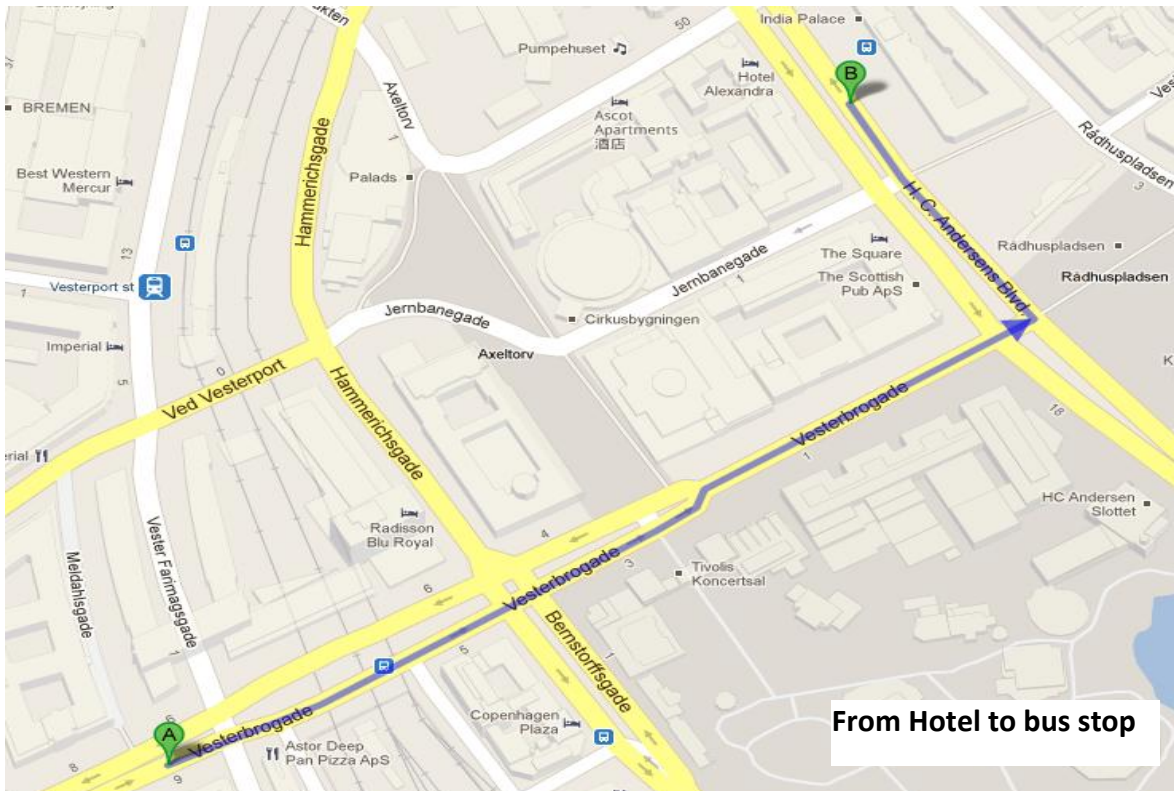 India Palace
50
Pumpehuset
Hotel
Alexandra
B
BREMEN
Axeltorv
1
Ascot
Apartments
酒店
Hammerichsgade
Best Western
Mercur
Palads
Rådhuspladsen
3
H. C. Andersens Blvd
13
The Square
Rådhuspladsen
Vesterport st
1
Jernbanegade
1
The Scottish
Pub ApS
Rådhuspladsen
Jernbanegade
Cirkusbygningen
Imperial
Axeltorv
5
0
K
Ved Vesterport
Hammerichsgade
18
Vesterbrogade
1
HC Andersen
Slottet
Radisson
Blu Royal
4
Vester Farimagsgade
Meldahlsgade
3
Tivolis
Koncertsal
6
Vesterbrogade
Bernstorffsgade
1
1
5
Vesterbrogade
Copenhagen
Plaza
From Hotel to bus stop
A
Astor Deep
Pan Pizza ApS
8
9